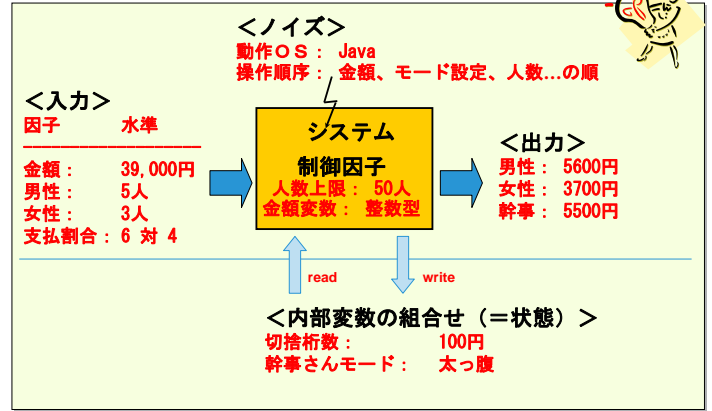 ＜ノイズ＞
動作ＯＳ： Java
操作順序： 金額、モード設定、人数...の順
＜入力＞
因子 水準
--------------------
金額： 39,000円
男性： 5人
女性： 3人
支払割合： 6 対 4
システム
制御因子
人数上限： 50人
金額変数： 整数型
＜出力＞
男性： 5600円
女性： 3700円
幹事： 5500円
read
write
＜内部変数の組合せ（＝状態）＞
切捨桁数： 100円
幹事さんモード： 太っ腹